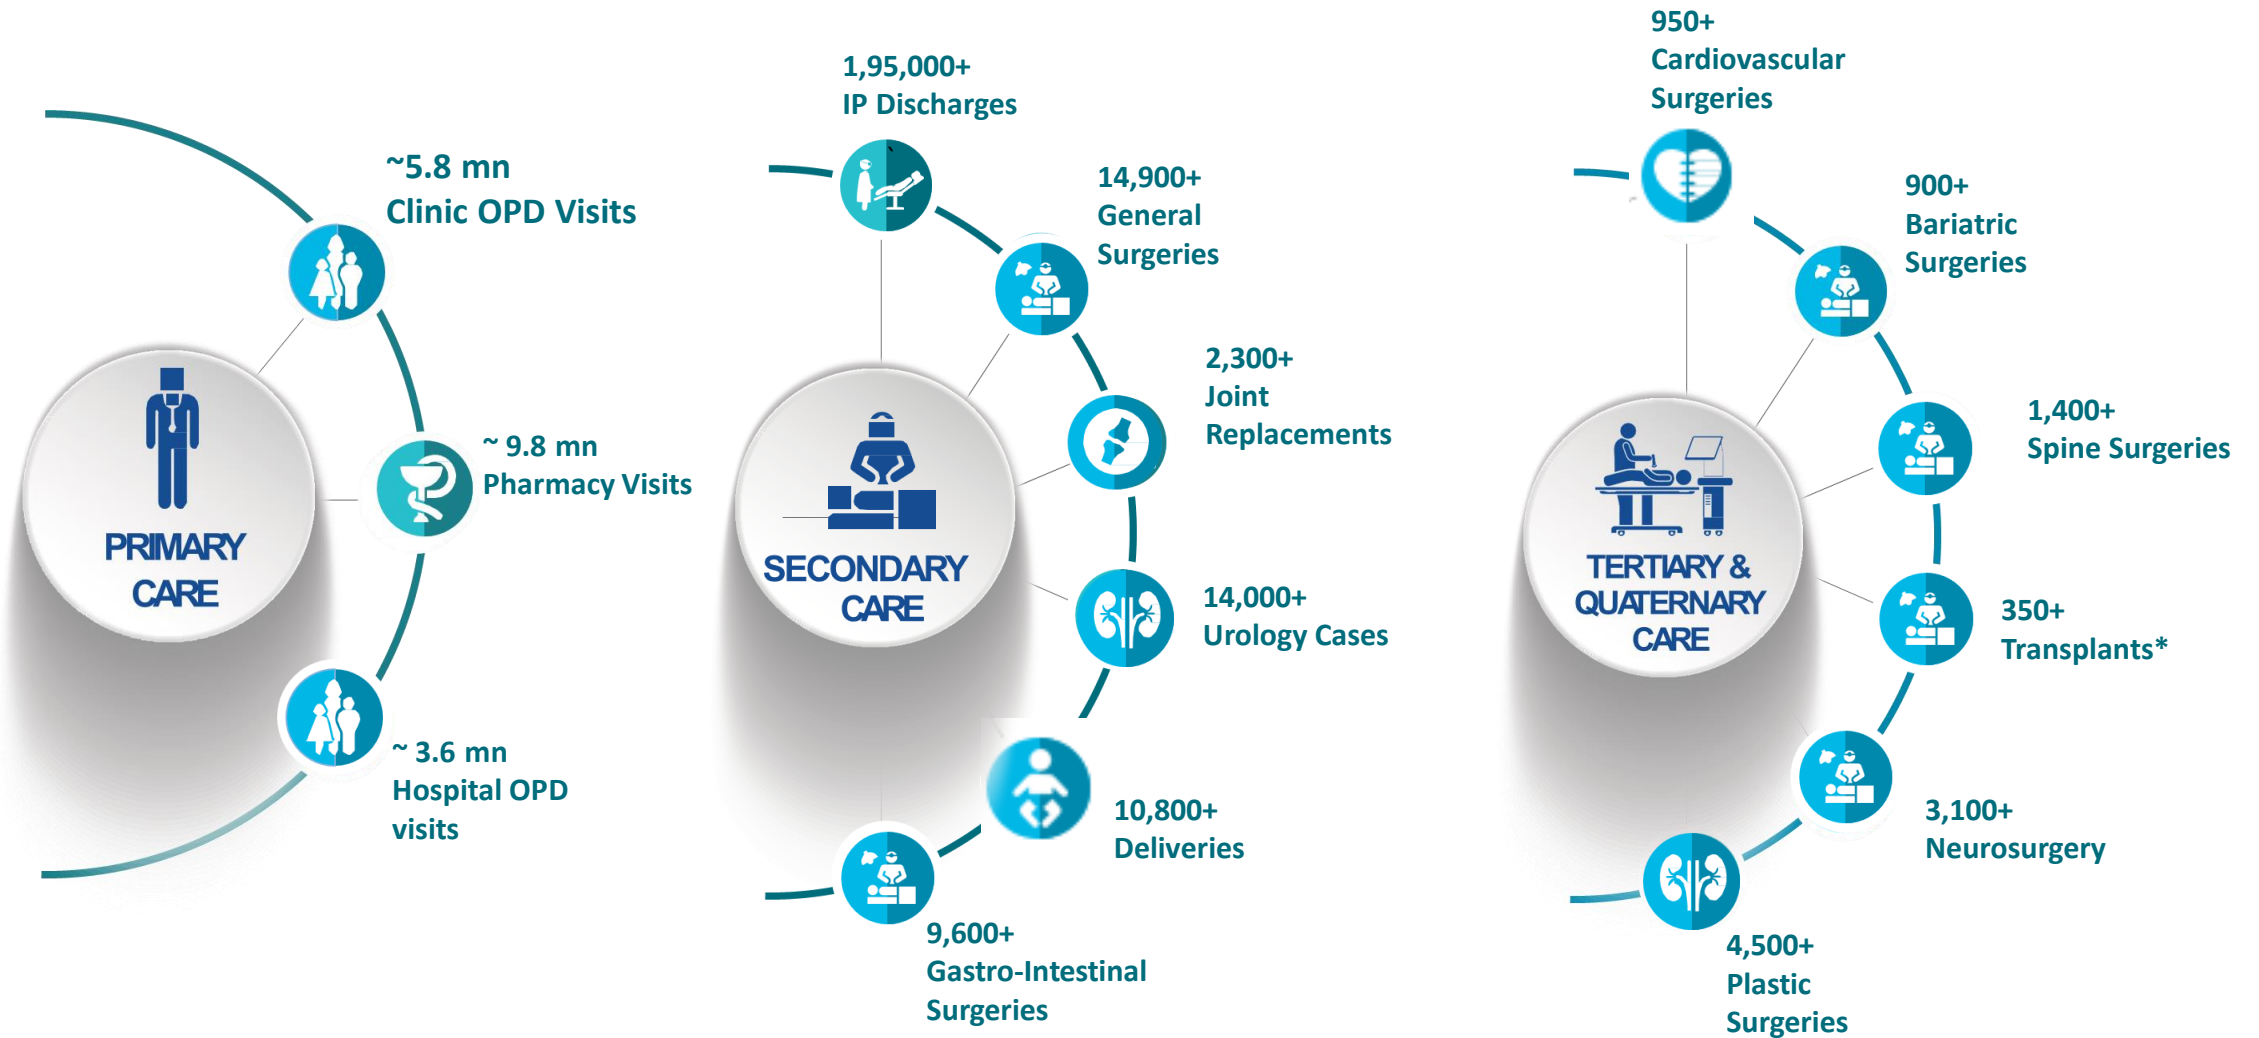 ~5.8 mn
Clinic OPD Visits
~ 9.8 mn
Pharmacy Visits
~ 3.6 mn
Hospital OPD
visits
PRIMARY
CARE
1,95,000+
IP Discharges
14,900+
General
Surgeries
2,300+
Joint
Replacements
14,000+
Urology Cases
10,800+
Deliveries
9,600+
Gastro-Intestinal
Surgeries
SECONDARY
CARE
950+
Cardiovascular
Surgeries
900+
Bariatric
Surgeries
1,400+
Spine Surgeries
350+
Transplants*
3,100+
Neurosurgery
4,500+
Plastic
Surgeries
TERTIARY &
QUATERNARY
CARE